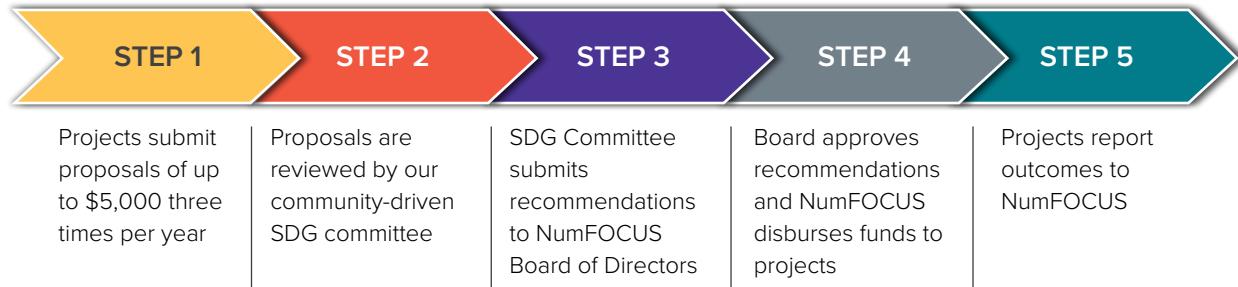 STEP 1
STEP 2
STEP 3
STEP 4
STEP 5
Projects submit
proposals of up
to $5,000 three
times per year
Proposals are
reviewed by our
community-driven
SDG committee
SDG Committee
submits
recommendations
to NumFOCUS
Board of Directors
Board approves
recommendations
and NumFOCUS
disburses funds to
projects
Projects report
outcomes to
NumFOCUS